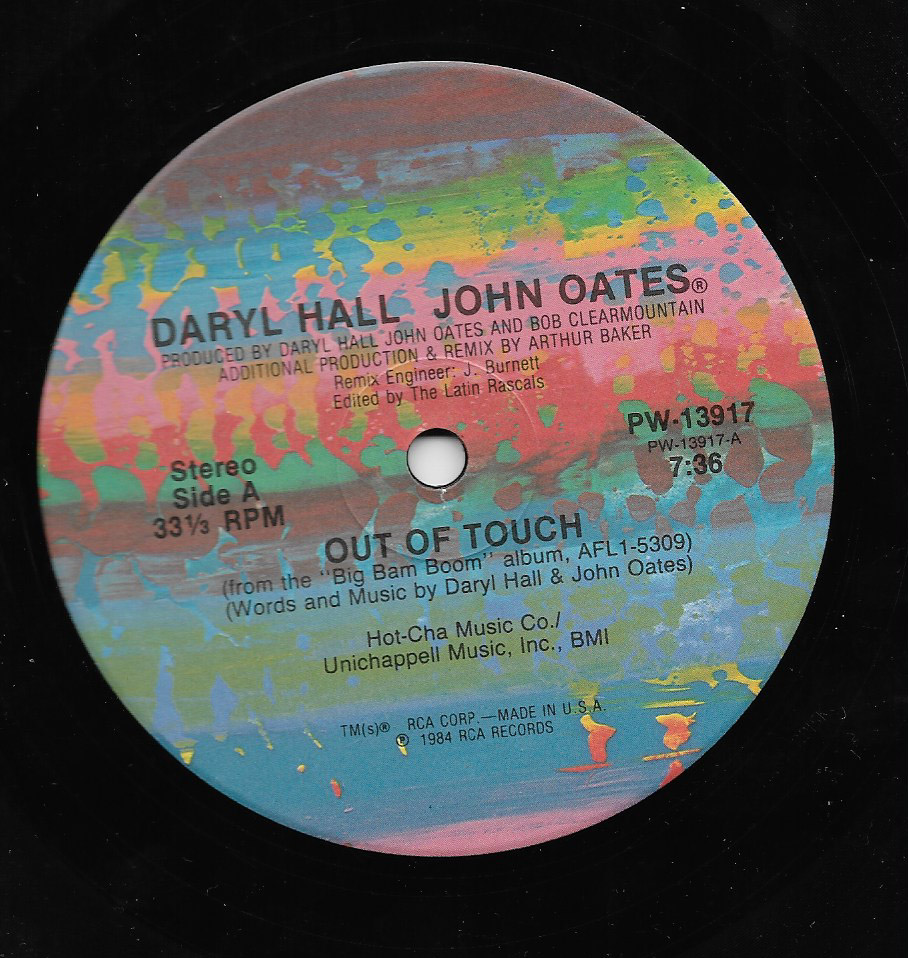 DARYL HALL JOHN OATES®
PRODUCED BY DARYL HALL JOHN OATES AND BOB CLEARMOUNTAIN
ADDITIONAL PRODUCTION & REMIX BY ARTHUR BAKER
Remix Engineer: J. Burnett
Edited by The Latin Rascals
Stereo
Side A
33⅓ RPM
PW-13917
PW-13917-A
7:36
OUT OF TOUCH
(from the "Big Bam Boom" album, AFL1-5309)
(Words and Music by Daryl Hall & John Oates)
Hot-Cha Music Co./
Unichappell Music, Inc., BMI
TM(s)® RCA CORP.—MADE IN U.S.A.
℗ 1984 RCA RECORDS